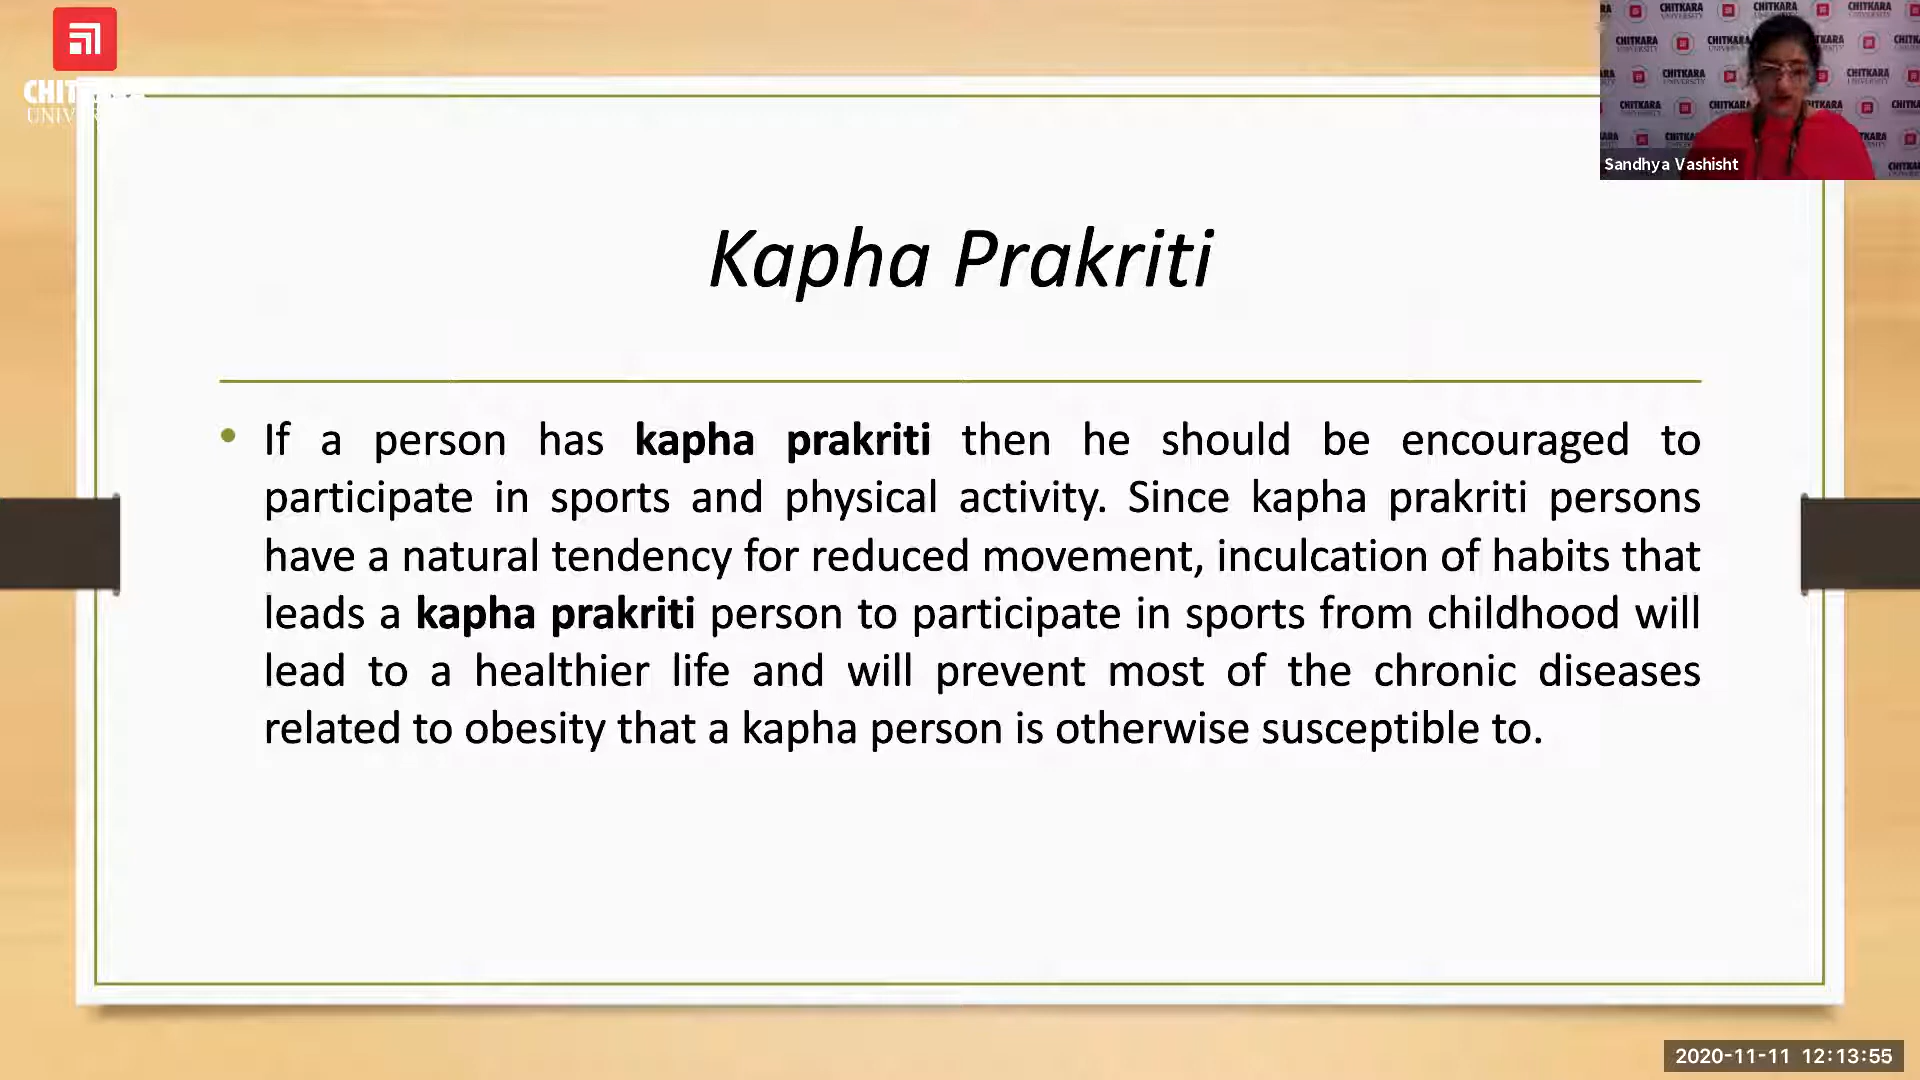 CHITKARA
UNIVERSITY
Sandhya Vashisht
Kapha Prakriti
• If a person has kapha prakriti then he should be encouraged to
participate in sports and physical activity. Since kapha prakriti persons
have a natural tendency for reduced movement, inculcation of habits that
leads a kapha prakriti person to participate in sports from childhood will
lead to a healthier life and will prevent most of the chronic diseases
related to obesity that a kapha person is otherwise susceptible to.
2020-11-11 12:13:55